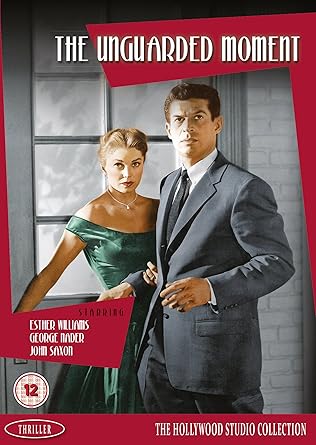 THE UNGUARDED MOMENT
STARRING
ESTHER WILLIAMS
GEORGE NADER
JOHN SAXON
12
THRILLER
THE HOLLYWOOD STUDIO COLLECTION